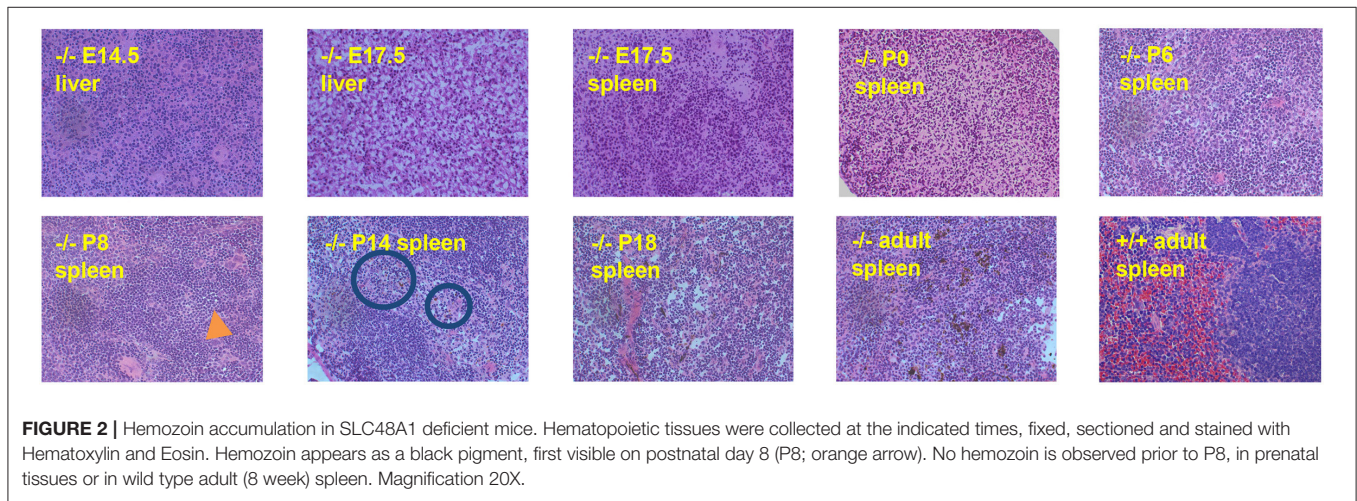 -/- E14.5
liver
-/- E17.5
liver
-/- E17.5
spleen
-/- P0
spleen
-/- P6
spleen
-/- P8
spleen
-/- P14 spleen
-/- P18
spleen
-/- adult
spleen
+/+ adult
spleen
FIGURE 2 | Hemozoin accumulation in SLC48A1 deficient mice. Hematopoietic tissues were collected at the indicated times, fixed, sectioned and stained with
Hematoxylin and Eosin. Hemozoin appears as a black pigment, first visible on postnatal day 8 (P8; orange arrow). No hemozoin is observed prior to P8, in prenatal
tissues or in wild type adult (8 week) spleen. Magnification 20X.